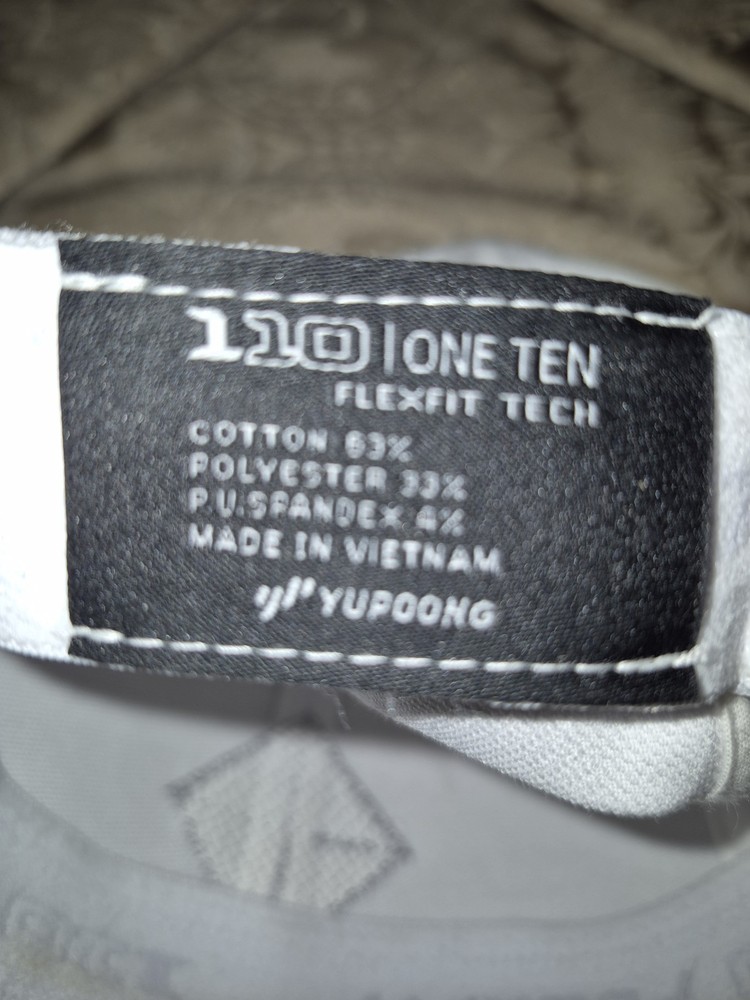 110 | ONE TEN
FLEXFIT TECH
COTTON 63%
POLYESTER 33%
P.U.SPANDEX 4%
MADE IN VIETNAM
YUPOONG